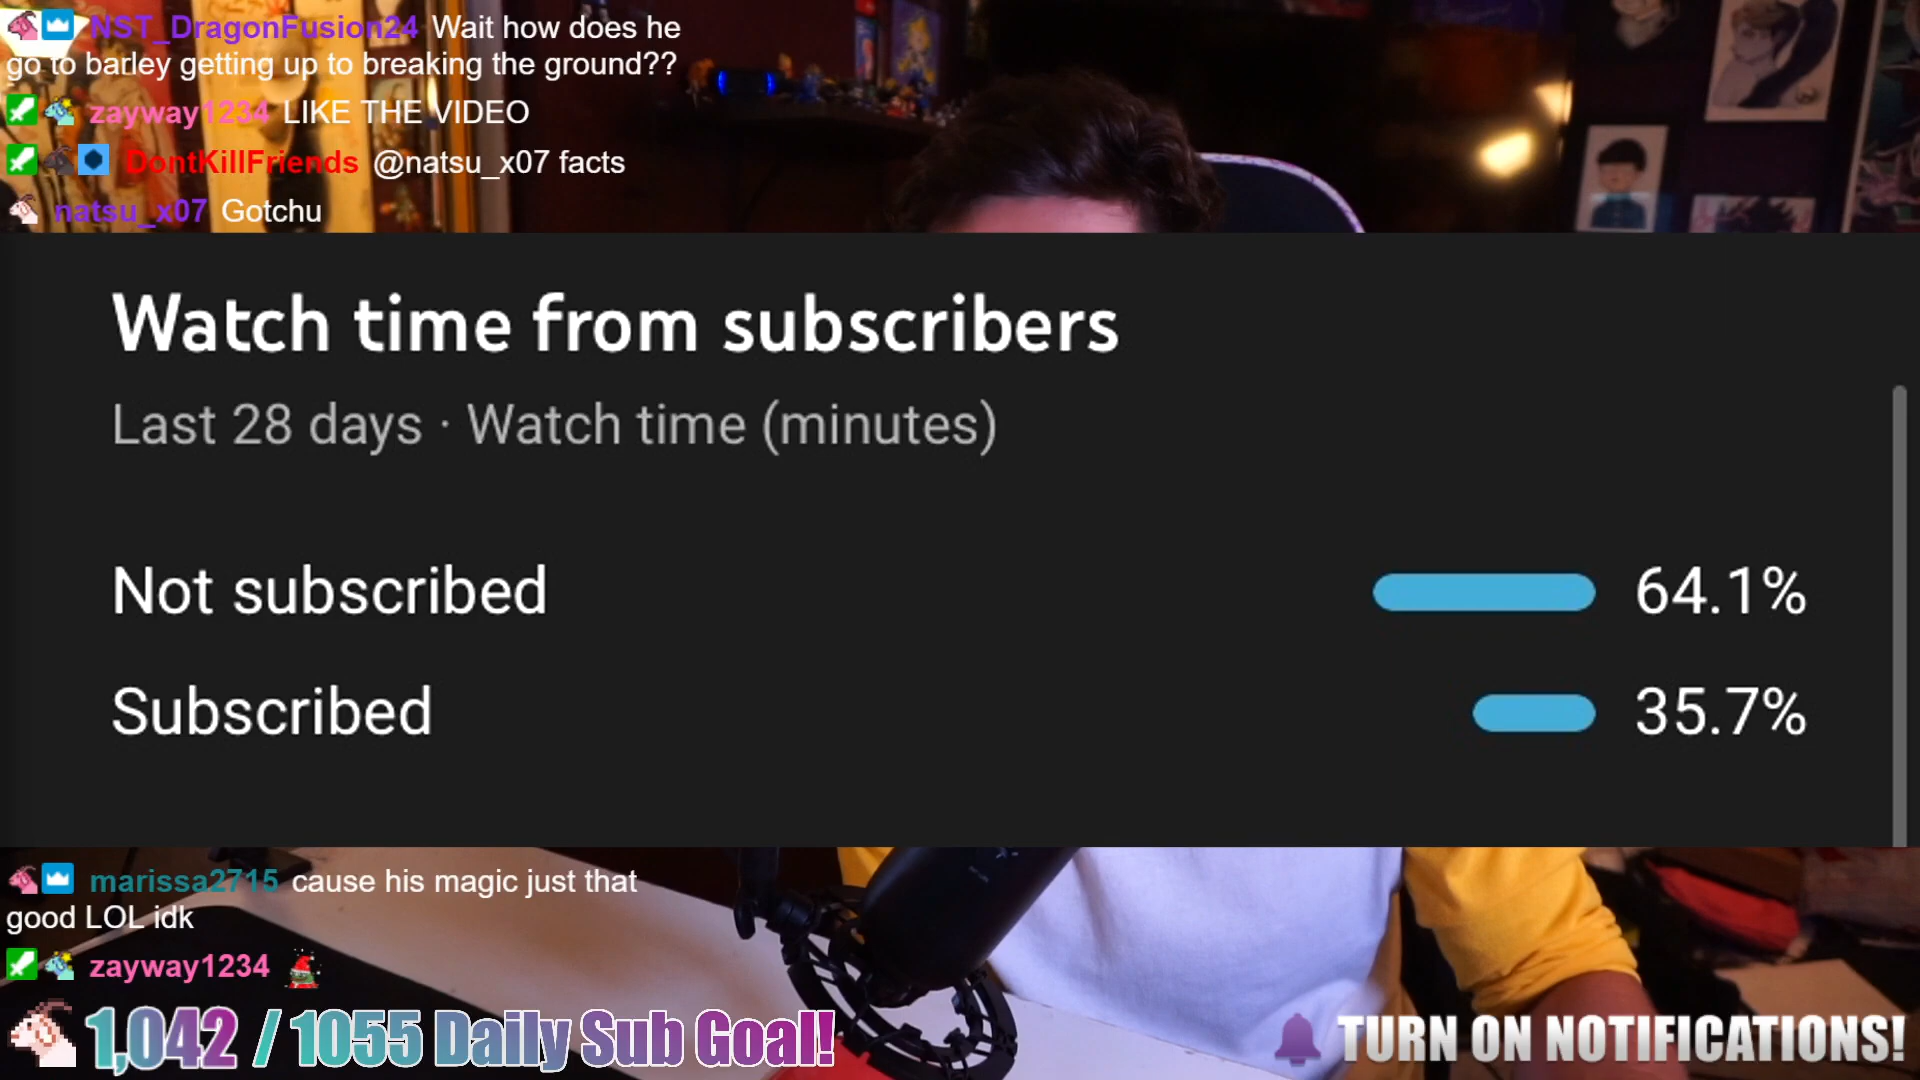 NST_DragonFusion24 Wait how does he
go to barley getting up to breaking the ground??
zayway1234 LIKE THE VIDEO
DontKillFriends @natsu_x07 facts
natsu_x07 Gotchu
Watch time from subscribers
Last 28 days · Watch time (minutes)
Not subscribed 64.1%
Subscribed 35.7%
marissa2715 cause his magic just that
good LOL idk
zayway1234
1,042 / 1055 Daily Sub Goal!
TURN ON NOTIFICATIONS!